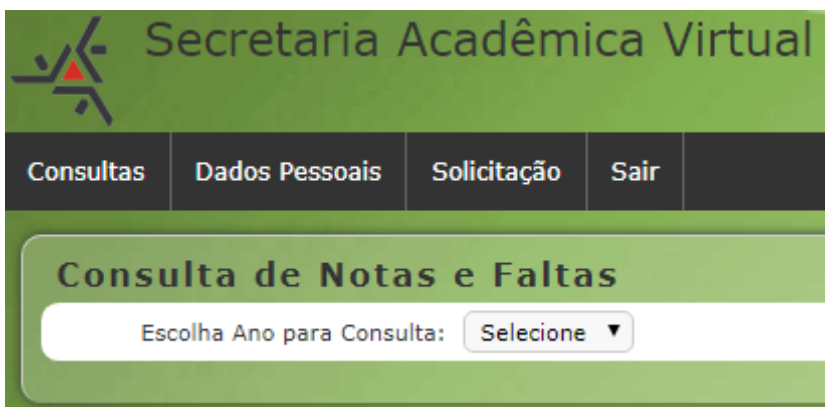 Secretaria Acadêmica Virtual
Consultas Dados Pessoais Solicitação Sair
Consulta de Notas e Faltas
Escolha Ano para Consulta: Selecione